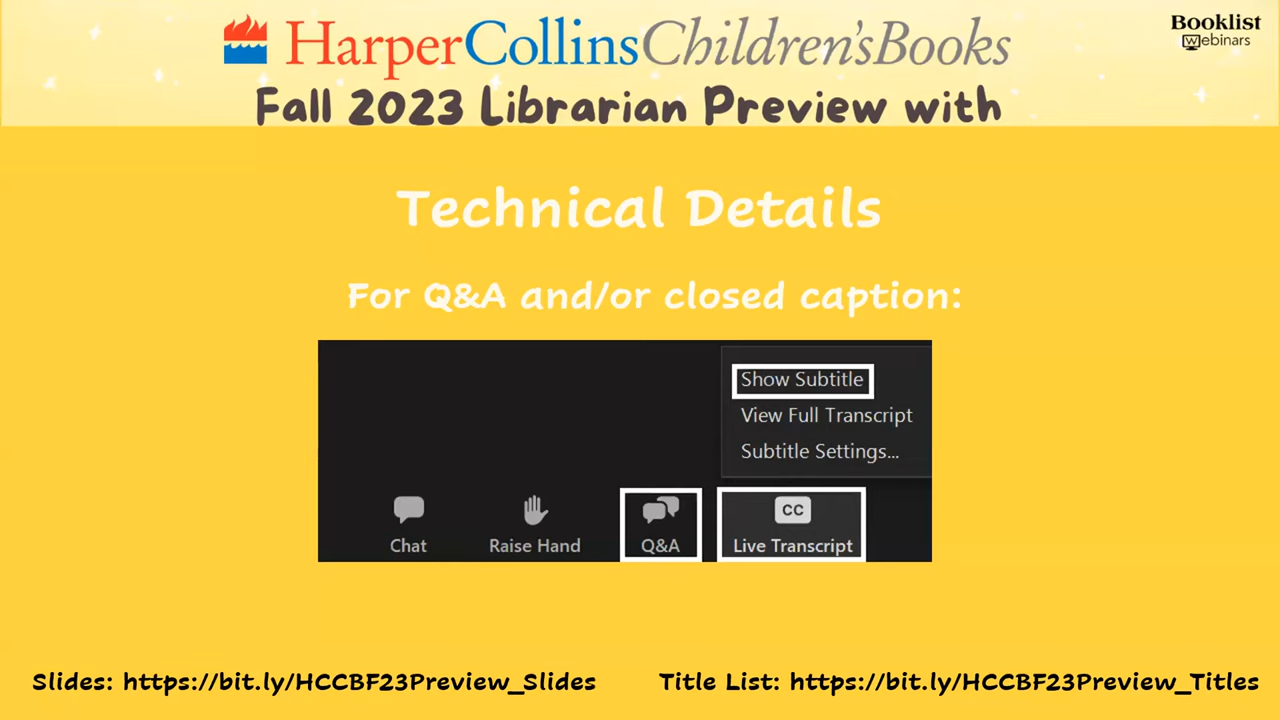 HarperCollinsChildren'sBooks
Booklist
Webinars
Fall 2023 Librarian Preview with
Technical Details
For Q&A and/or closed caption:
Show Subtitle
View Full Transcript
Subtitle Settings...
CC
Chat Raise Hand Q&A Live Transcript
Slides: https://bit.ly/HCCBF23Preview_Slides
Title List: https://bit.ly/HCCBF23Preview_Titles